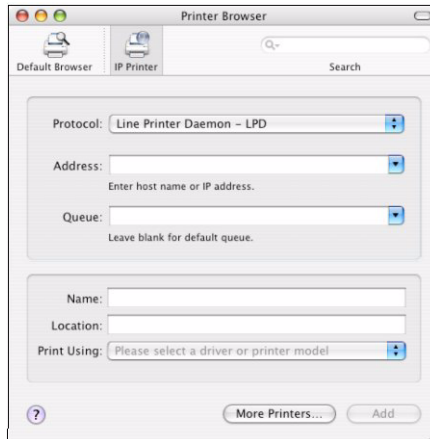 Printer Browser
Default Browser
IP Printer
Search
Protocol: Line Printer Daemon – LPD
Address:
Enter host name or IP address.
Queue:
Leave blank for default queue.
Name:
Location:
Print Using: Please select a driver or printer model
? More Printers... Add